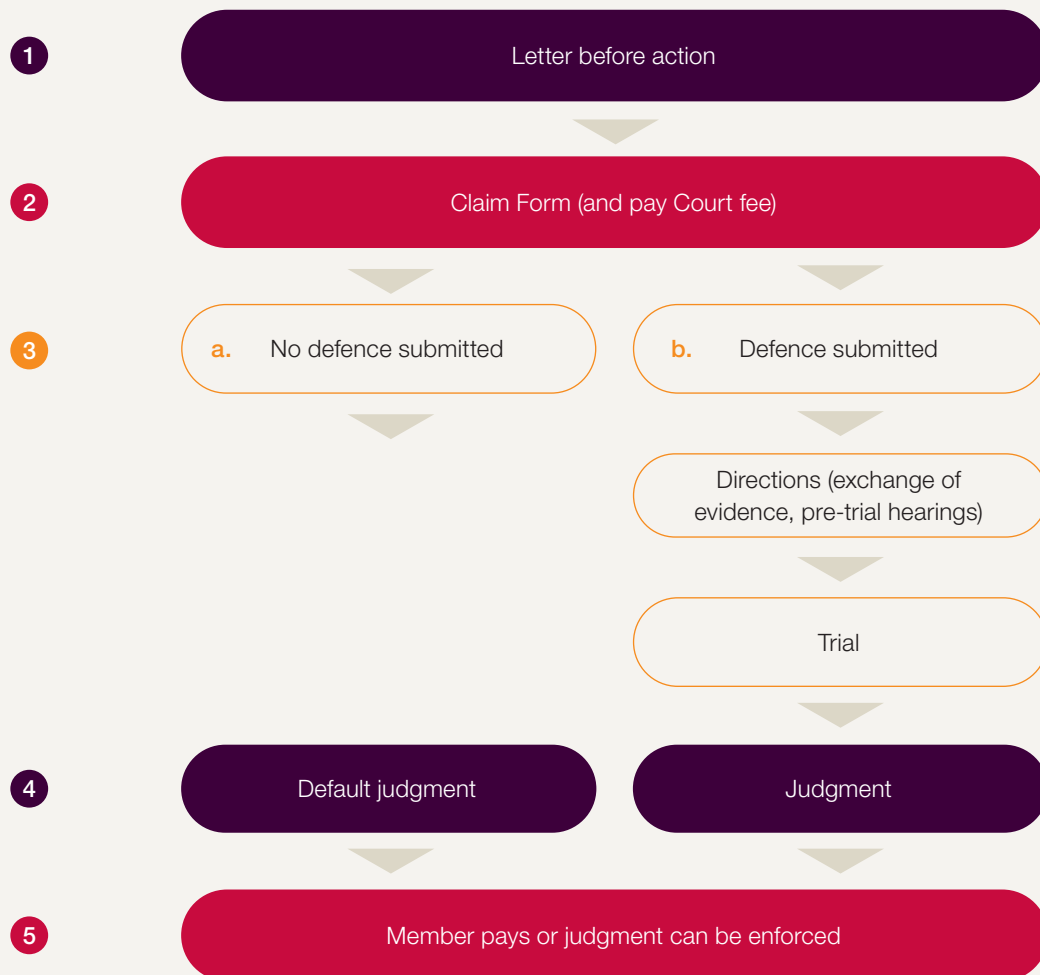 1
Letter before action
2
Claim Form (and pay Court fee)
3
a. No defence submitted
b. Defence submitted
Directions (exchange of
evidence, pre-trial hearings)
Trial
4
Default judgment
Judgment
5
Member pays or judgment can be enforced